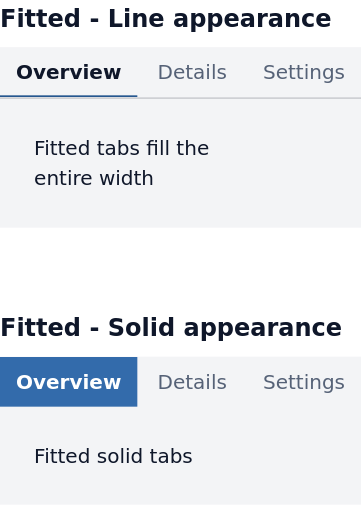 Fitted - Line appearance
Overview Details Settings
Fitted tabs fill the
entire width
Fitted - Solid appearance
Overview Details Settings
Fitted solid tabs